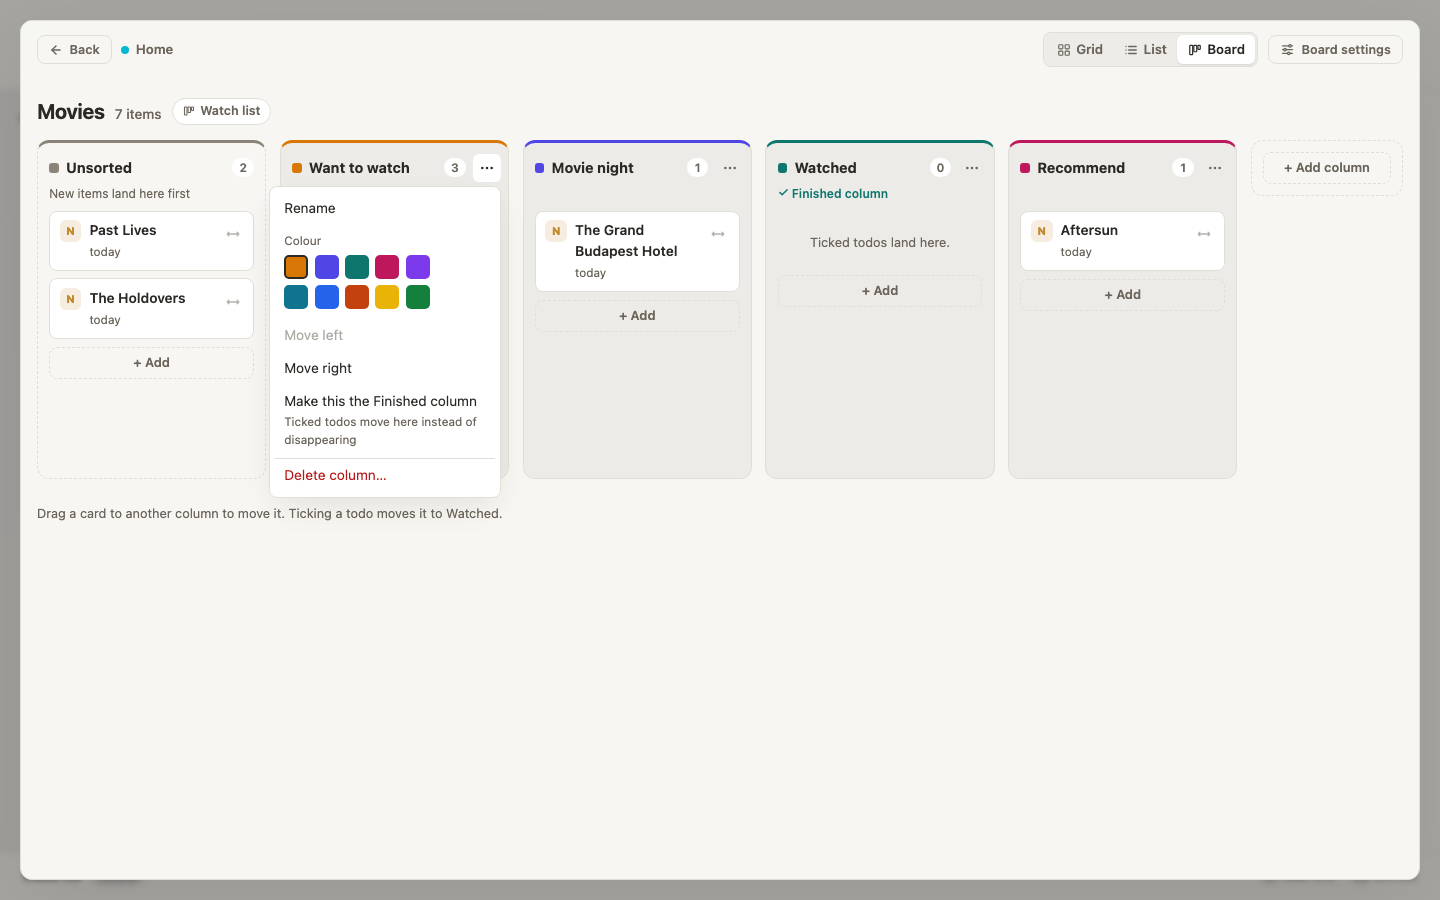 Back
Home
Grid
List
Board
Board settings
Movies
7 items
Watch list
Unsorted
2
New items land here first
N
Past Lives
today
N
The Holdovers
today
+ Add
Want to watch
3
...
Rename
Colour
Move left
Move right
Make this the Finished column
Ticked todos move here instead of
disappearing
Delete column...
Movie night
1
...
N
The Grand
Budapest Hotel
today
+ Add
Watched
0
...
Finished column
Ticked todos land here.
+ Add
Recommend
1
...
N
Aftersun
today
+ Add
+ Add column
Drag a card to another column to move it. Ticking a todo moves it to Watched.